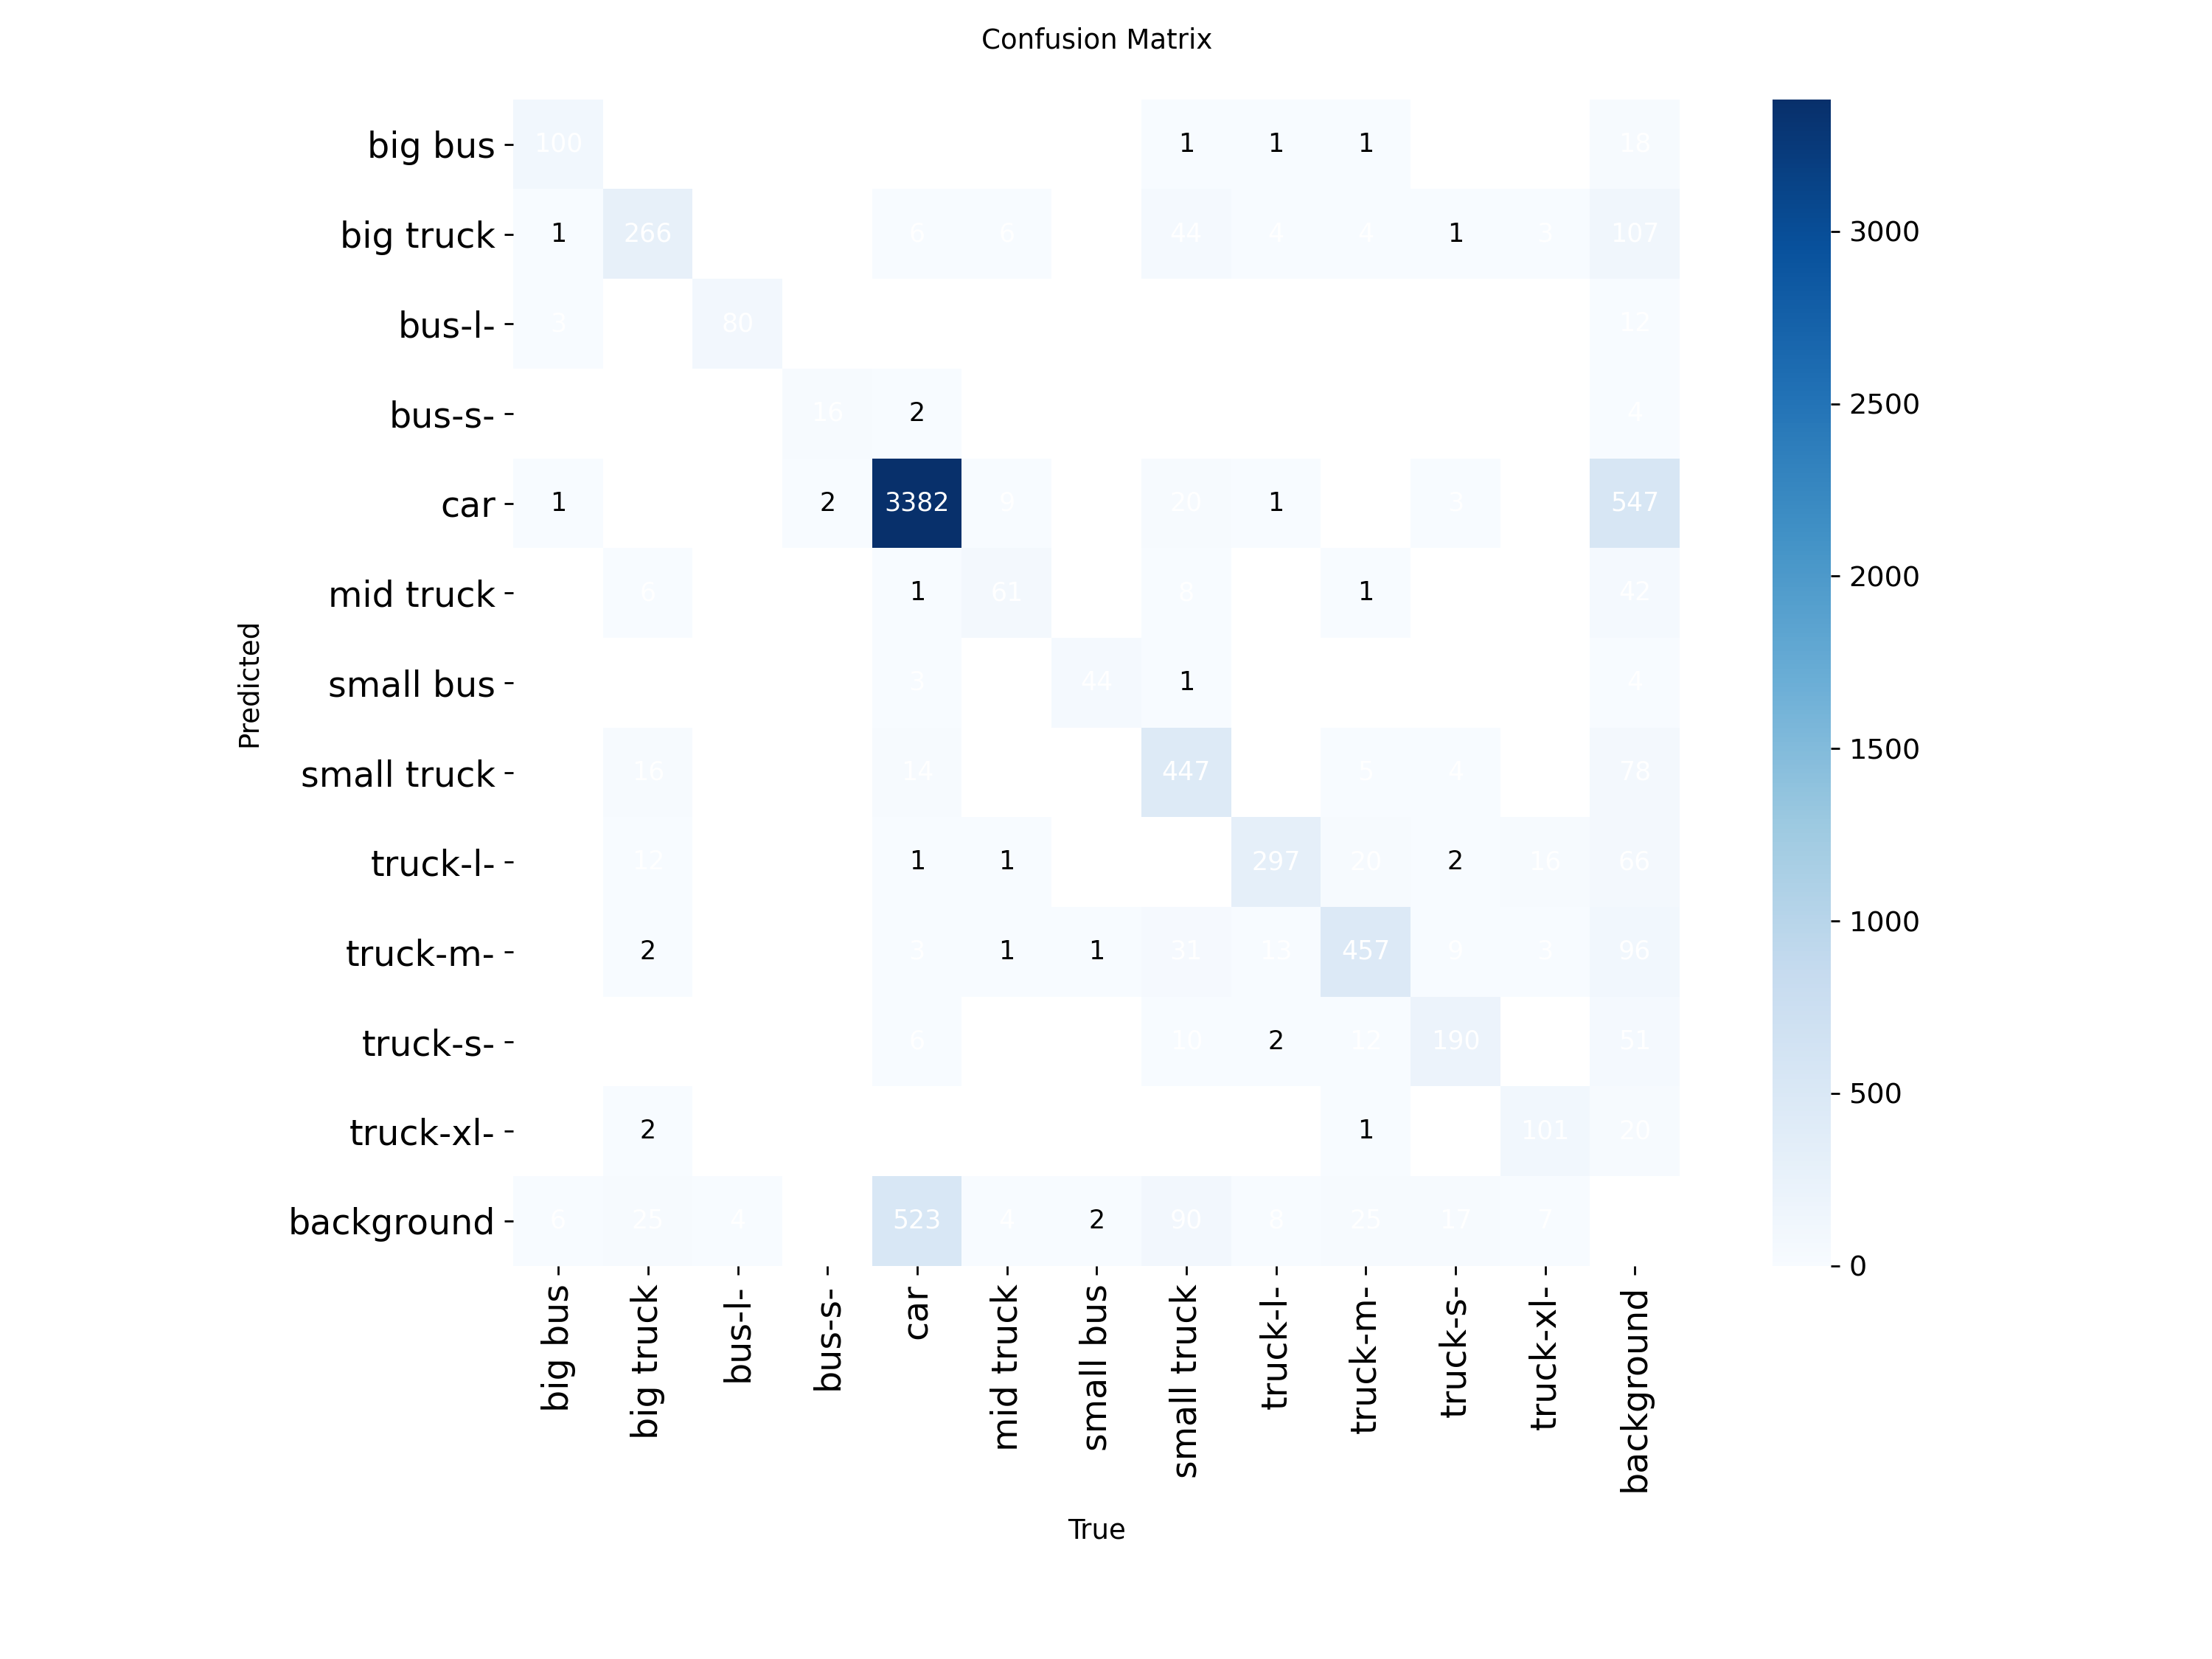 Confusion Matrix
big bus 100 1 1 1 18
big truck 1 266 6 6 44 4 4 1 3 107
bus-l- 3 80 12
bus-s- 16 2 4
car 1 2 3382 9 20 1 3 547
mid truck 6 1 61 8 1 42
small bus 3 44 1 4
small truck 16 14 447 5 4 78
truck-l- 12 1 1 297 20 2 16 66
truck-m- 2 3 1 1 31 13 457 9 3 96
truck-s- 6 10 2 12 190 51
truck-xl- 2 1 101 20
background 6 25 4 523 4 2 90 8 25 17 7
big bus big truck bus-l- bus-s- car mid truck small bus small truck truck-l- truck-m- truck-s- truck-xl- background
True
Predicted
3000
2500
2000
1500
1000
500
0